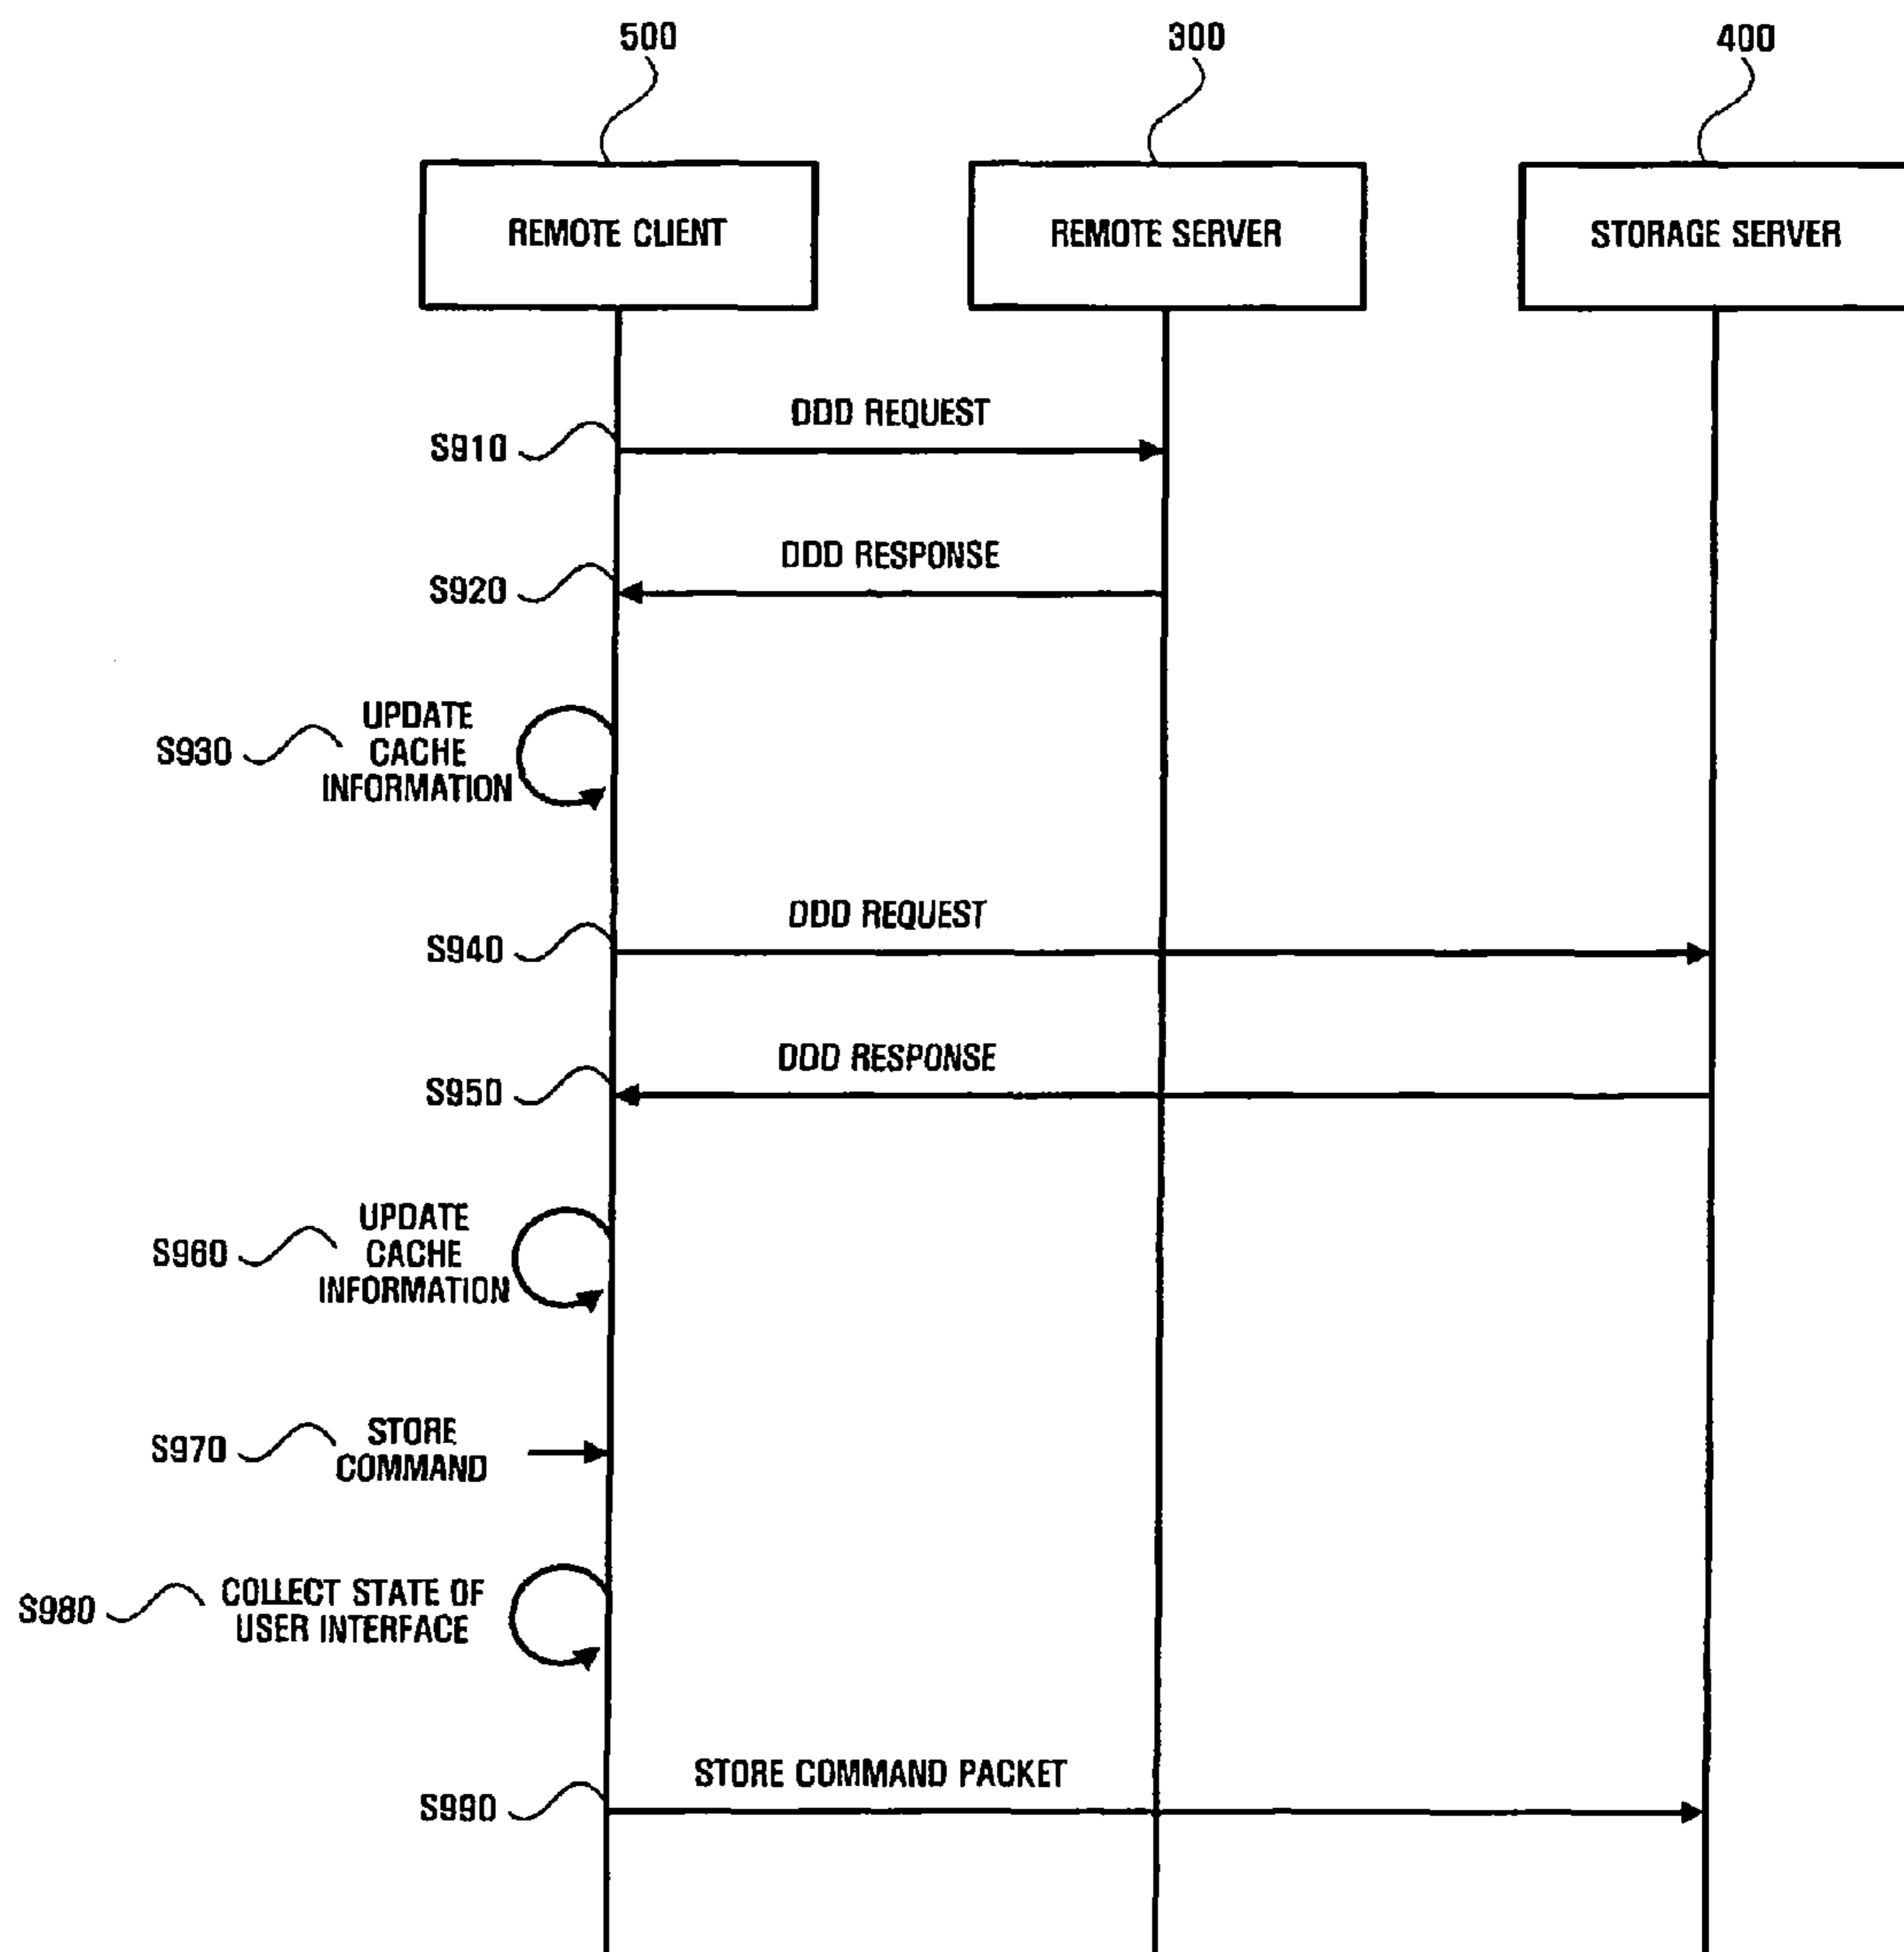 500
300
400
REMOTE CLIENT
REMOTE SERVER
STORAGE SERVER
DDD REQUEST
S910
DDD RESPONSE
S920
UPDATE
CACHE
INFORMATION
S930
DDD REQUEST
S940
DDD RESPONSE
S950
UPDATE
CACHE
INFORMATION
S960
STORE
COMMAND
S970
COLLECT STATE OF
USER INTERFACE
S980
STORE COMMAND PACKET
S990